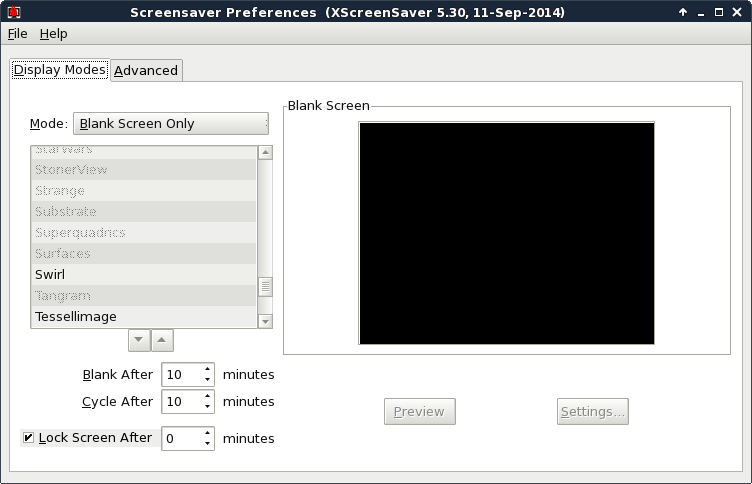 Screensaver Preferences  (XScreenSaver 5.30, 11-Sep-2014)
File Help
Display Modes Advanced
Blank Screen
Mode: Blank Screen Only
StarWars
StonerView
Strange
Substrate
Superquadrics
Surfaces
Swirl
Tangram
Tessellimage
Blank After 10 minutes
Cycle After 10 minutes
Preview Settings...
Lock Screen After 0 minutes